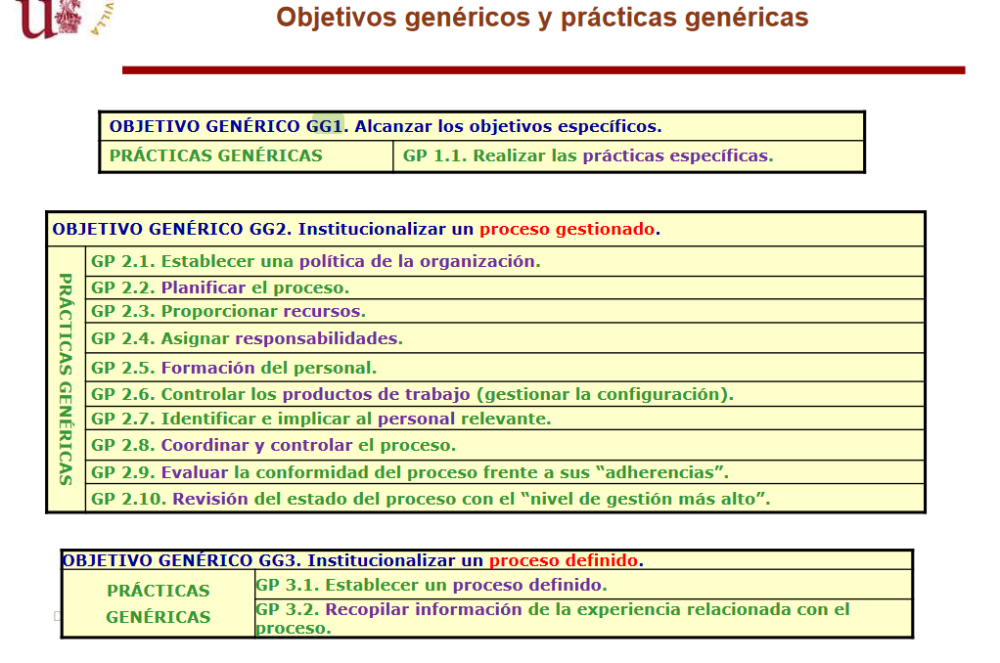 VILLA
Objetivos genéricos y prácticas genéricas
OBJETIVO GENÉRICO GG1. Alcanzar los objetivos específicos.
PRÁCTICAS GENÉRICAS
GP 1.1. Realizar las prácticas específicas.
OBJETIVO GENÉRICO GG2. Institucionalizar un proceso gestionado.
PRÁCTICAS GENÉRICAS
GP 2.1. Establecer una política de la organización.
GP 2.2. Planificar el proceso.
GP 2.3. Proporcionar recursos.
GP 2.4. Asignar responsabilidades.
GP 2.5. Formación del personal.
GP 2.6. Controlar los productos de trabajo (gestionar la configuración).
GP 2.7. Identificar e implicar al personal relevante.
GP 2.8. Coordinar y controlar el proceso.
GP 2.9. Evaluar la conformidad del proceso frente a sus “adherencias”.
GP 2.10. Revisión del estado del proceso con el “nivel de gestión más alto”.
OBJETIVO GENÉRICO GG3. Institucionalizar un proceso definido.
PRÁCTICAS
GENÉRICAS
GP 3.1. Establecer un proceso definido.
GP 3.2. Recopilar información de la experiencia relacionada con el
proceso.